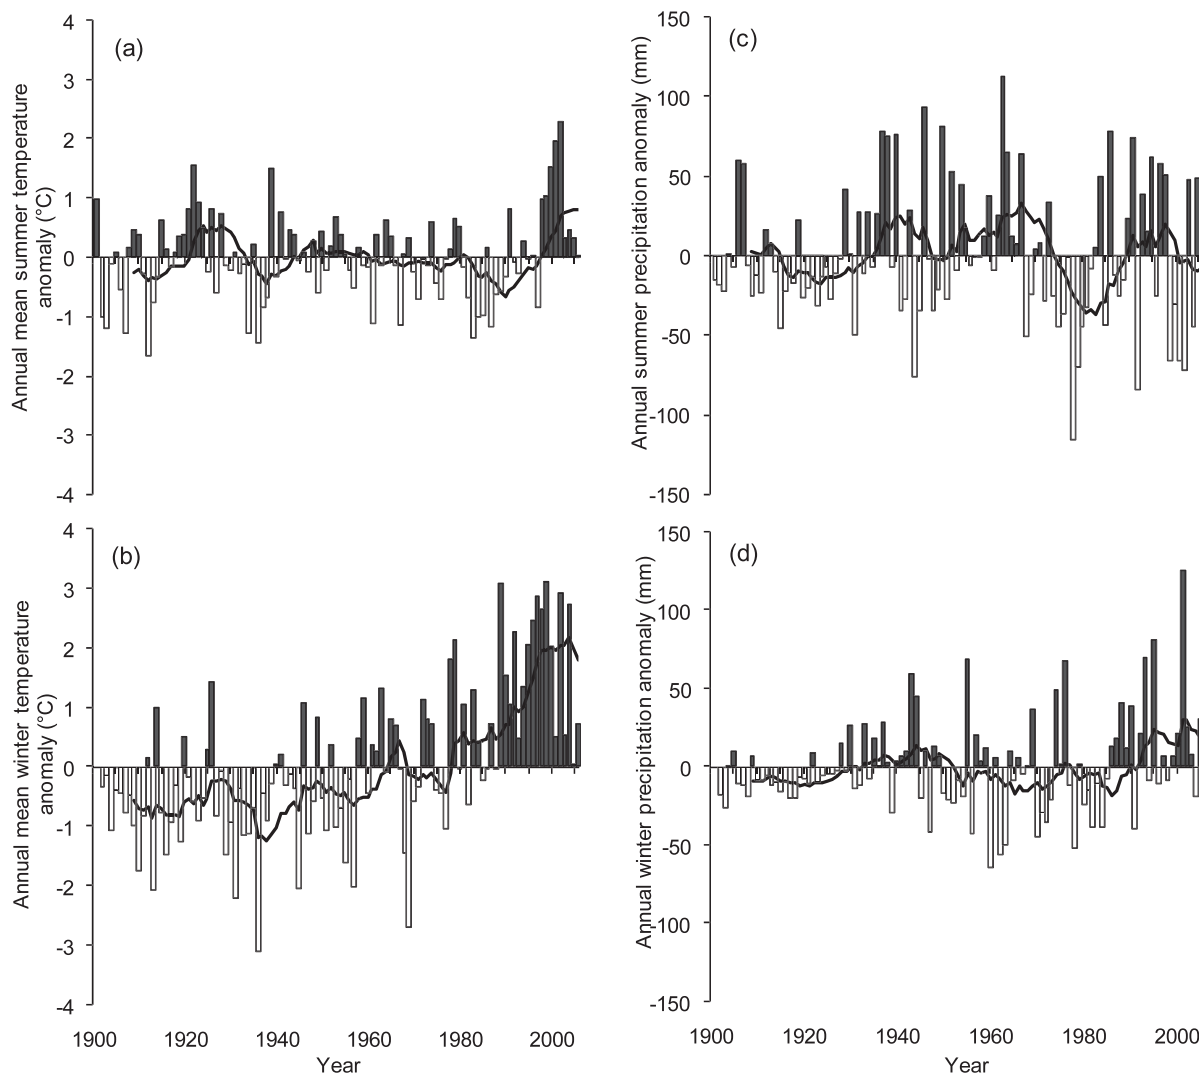 (a)
Annual mean summer temperature
anomaly (°C)
4
3
2
1
0
-1
-2
-3
-4
(c)
Annual summer precipitation anomaly (mm)
150
100
50
0
-50
-100
-150
(b)
Annual mean winter temperature
anomaly (°C)
4
3
2
1
0
-1
-2
-3
-4
1900 1920 1940 1960 1980 2000
Year
(d)
Annual winter precipitation anomaly (mm)
150
100
50
0
-50
-100
-150
1900 1920 1940 1960 1980 2000
Year